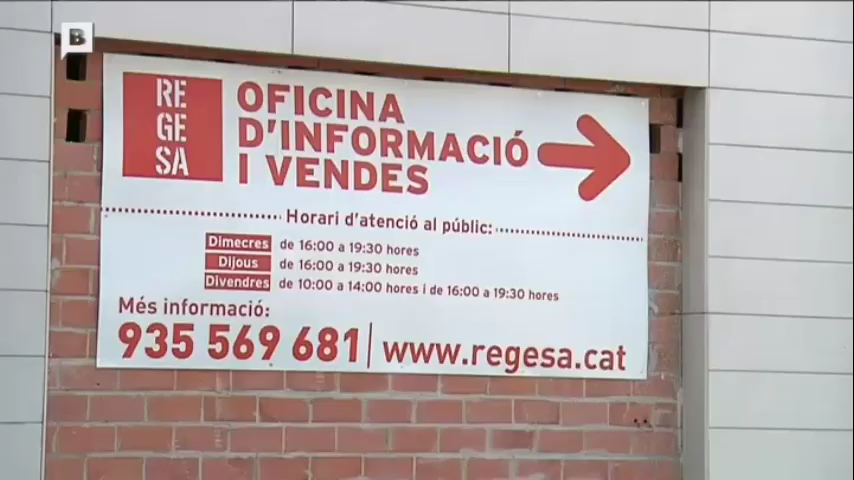 B
RE
GE
SA
OFICINA
D'INFORMACIÓ
I VENDES
Horari d'atenció al públic:
Dimecres de 16:00 a 19:30 hores
Dijous de 16:00 a 19:30 hores
Divendres de 10:00 a 14:00 hores i de 16:00 a 19:30 hores
Més informació:
935 569 681 | www.regesa.cat